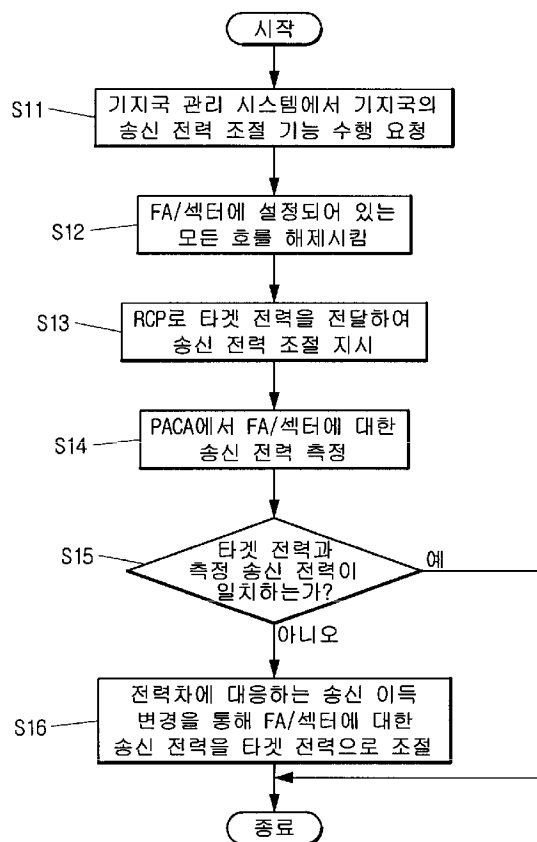 시작
S11
기지국 관리 시스템에서 기지국의
송신 전력 조절 기능 수행 요청
S12
FA/섹터에 설정되어 있는
모든 호를 해제시킴
S13
RCP로 타겟 전력을 전달하여
송신 전력 조절 지시
S14
PACA에서 FA/섹터에 대한
송신 전력 측정
S15
타겟 전력과
측정 송신 전력이
일치하는가?
예
아니오
S16
전력차에 대응하는 송신 이득
변경을 통해 FA/섹터에 대한
송신 전력을 타겟 전력으로 조절
종료